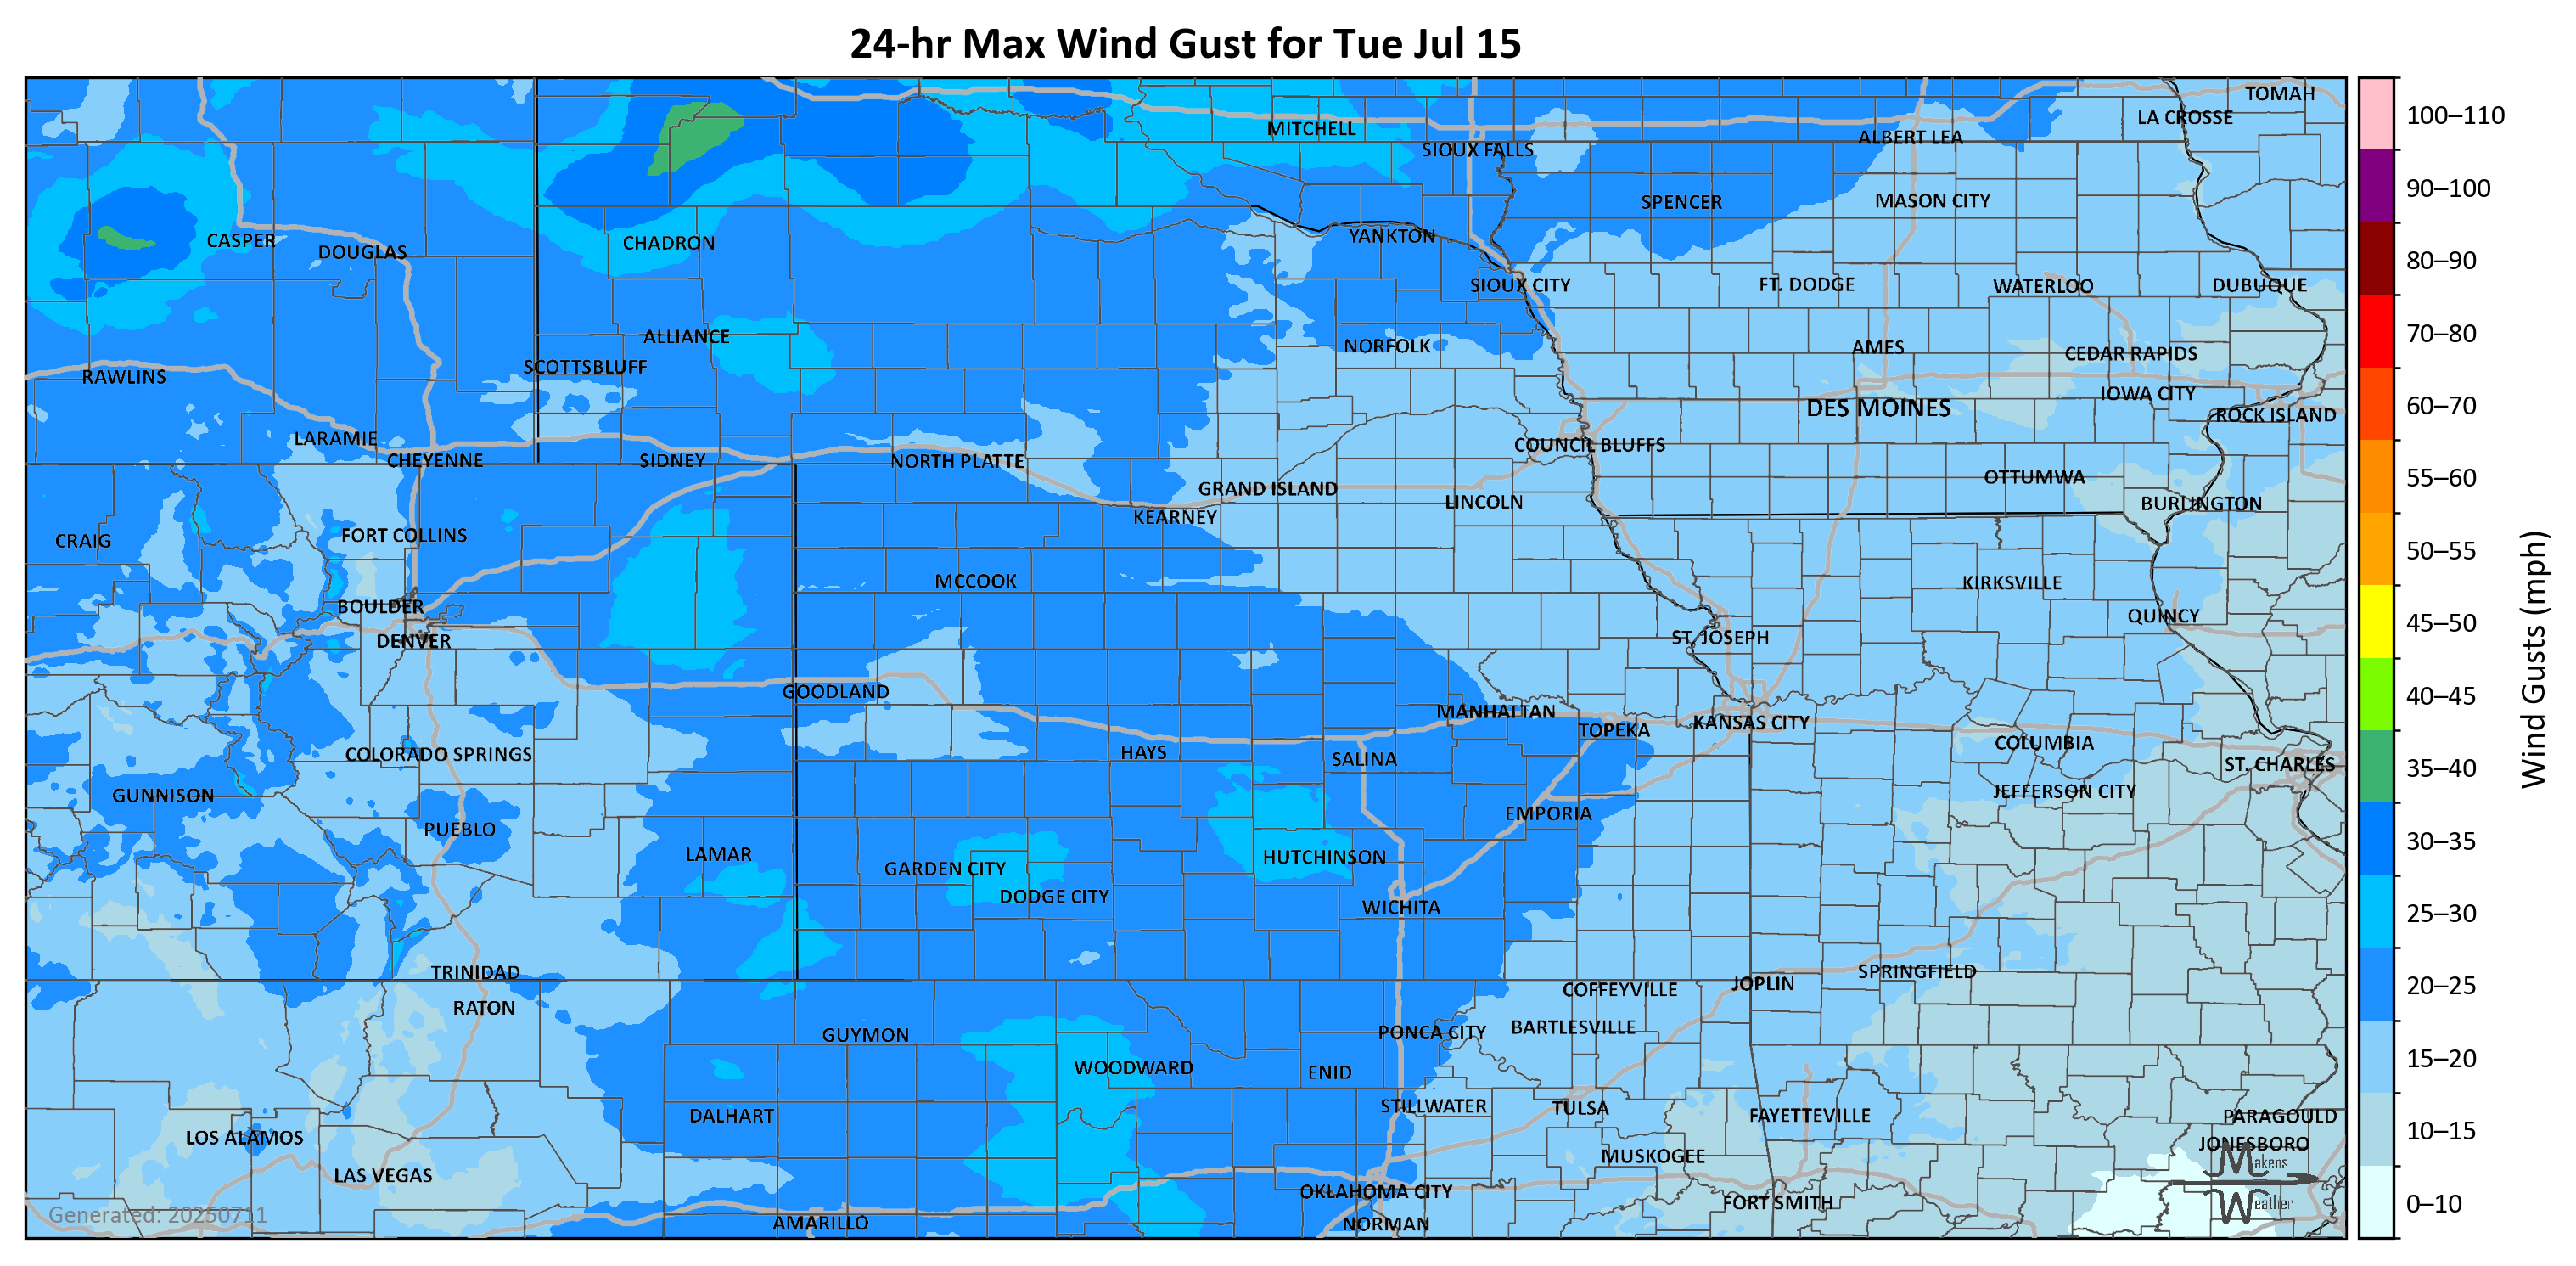 24-hr Max Wind Gust for Tue Jul 15
TOMAH
LA CROSSE
MITCHELL
ALBERT LEA
SIOUX FALLS
SPENCER
MASON CITY
CASPER
DOUGLAS
CHADRON
YANKTON
SIOUX CITY
FT. DODGE
WATERLOO
DUBUQUE
ALLIANCE
NORFOLK
AMES
CEDAR RAPIDS
SCOTTSBLUFF
RAWLINS
IOWA CITY
DES MOINES
ROCK ISLAND
LARAMIE
COUNCIL BLUFFS
CHEYENNE
SIDNEY
NORTH PLATTE
OTTUMWA
GRAND ISLAND
LINCOLN
BURLINGTON
KEARNEY
FORT COLLINS
CRAIG
MCCOOK
KIRKSVILLE
BOULDER
QUINCY
DENVER
ST. JOSEPH
GOODLAND
MANHATTAN
TOPEKA
KANSAS CITY
COLUMBIA
COLORADO SPRINGS
HAYS
SALINA
ST. CHARLES
GUNNISON
JEFFERSON CITY
EMPORIA
PUEBLO
LAMAR
HUTCHINSON
GARDEN CITY
DODGE CITY
WICHITA
TRINIDAD
SPRINGFIELD
JOPLIN
COFFEYVILLE
RATON
GUYMON
PONCA CITY
BARTLESVILLE
WOODWARD
ENID
STILLWATER
TULSA
DALHART
FAYETTEVILLE
PARAGOULD
LOS ALAMOS
JONESBORO
MUSKOGEE
LAS VEGAS
OKLAHOMA CITY
FORT SMITH
AMARILLO
NORMAN
Makens
Weather
Generated: 20250711
100–110
90–100
80–90
70–80
60–70
55–60
50–55
45–50
40–45
35–40
30–35
25–30
20–25
15–20
10–15
0–10
Wind Gusts (mph)